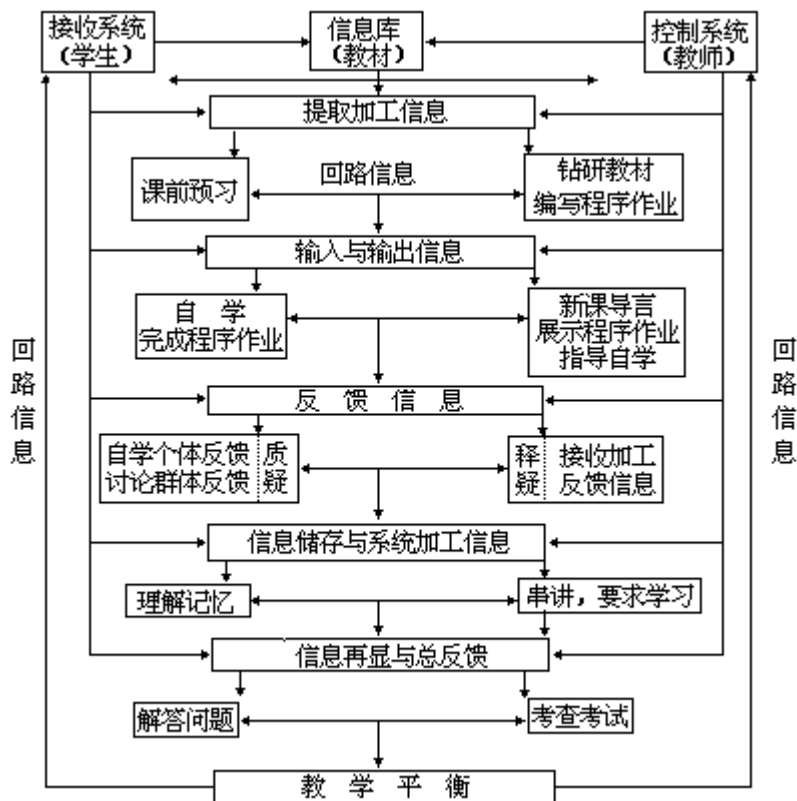 接收系统
(学生)
信息库
(教材)
控制系统
(教师)
提取加工信息
课前预习
回路信息
钻研教材
编写程序作业
输入与输出信息
自 学
完成程序作业
新课导言
展示程序作业
指导自学
回路信息
回路信息
反 馈 信 息
自学个体反馈
讨论群体反馈
质疑
释疑
接收加工
反馈信息
信息储存与系统加工信息
理解记忆
串讲，要求学习
信息再显与总反馈
解答问题
考查考试
教 学 平 衡